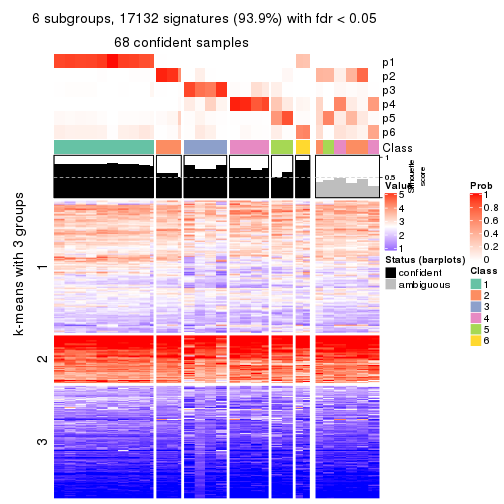 6 subgroups, 17132 signatures (93.9%) with fdr < 0.05
68 confident samples
p1
p2
p3
p4
p5
p6
Class
1
0.5
0
Silhouette
score
k-means with 3 groups
1
2
3
Value
5
4
3
2
1
Status (barplots)
confident
ambiguous
Prob
1
0.8
0.6
0.4
0.2
0
Class
1
2
3
4
5
6